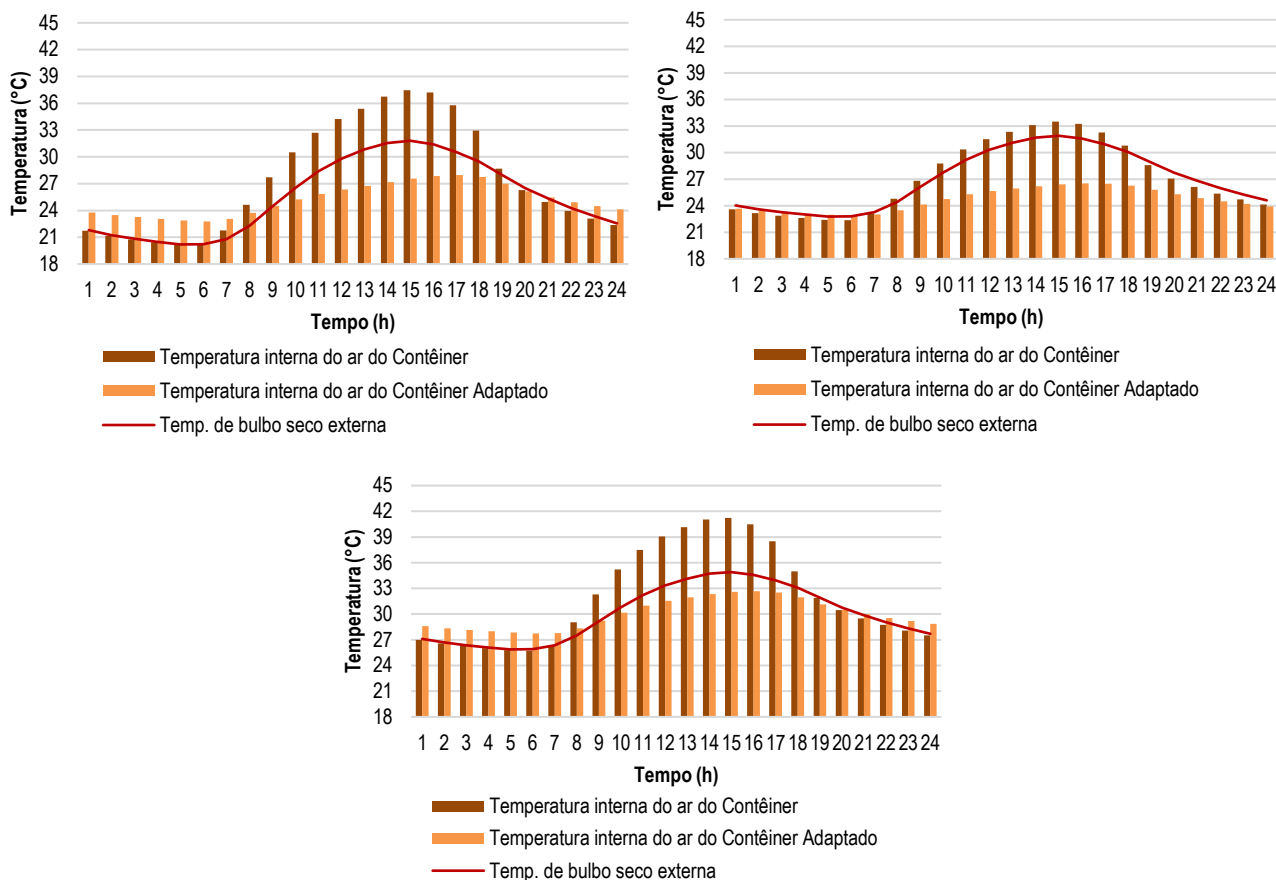 Temperatura (°C)
45
42
39
36
33
30
27
24
21
18
1 2 3 4 5 6 7 8 9 10 11 12 13 14 15 16 17 18 19 20 21 22 23 24
Tempo (h)
Temperatura interna do ar do Contêiner
Temperatura interna do ar do Contêiner Adaptado
Temp. de bulbo seco externa
Temperatura (°C)
45
42
39
36
33
30
27
24
21
18
1 2 3 4 5 6 7 8 9 10 11 12 13 14 15 16 17 18 19 20 21 22 23 24
Tempo (h)
Temperatura interna do ar do Contêiner
Temperatura interna do ar do Contêiner Adaptado
Temp. de bulbo seco externa
Temperatura (°C)
45
42
39
36
33
30
27
24
21
18
1 2 3 4 5 6 7 8 9 10 11 12 13 14 15 16 17 18 19 20 21 22 23 24
Tempo (h)
Temperatura interna do ar do Contêiner
Temperatura interna do ar do Contêiner Adaptado
Temp. de bulbo seco externa